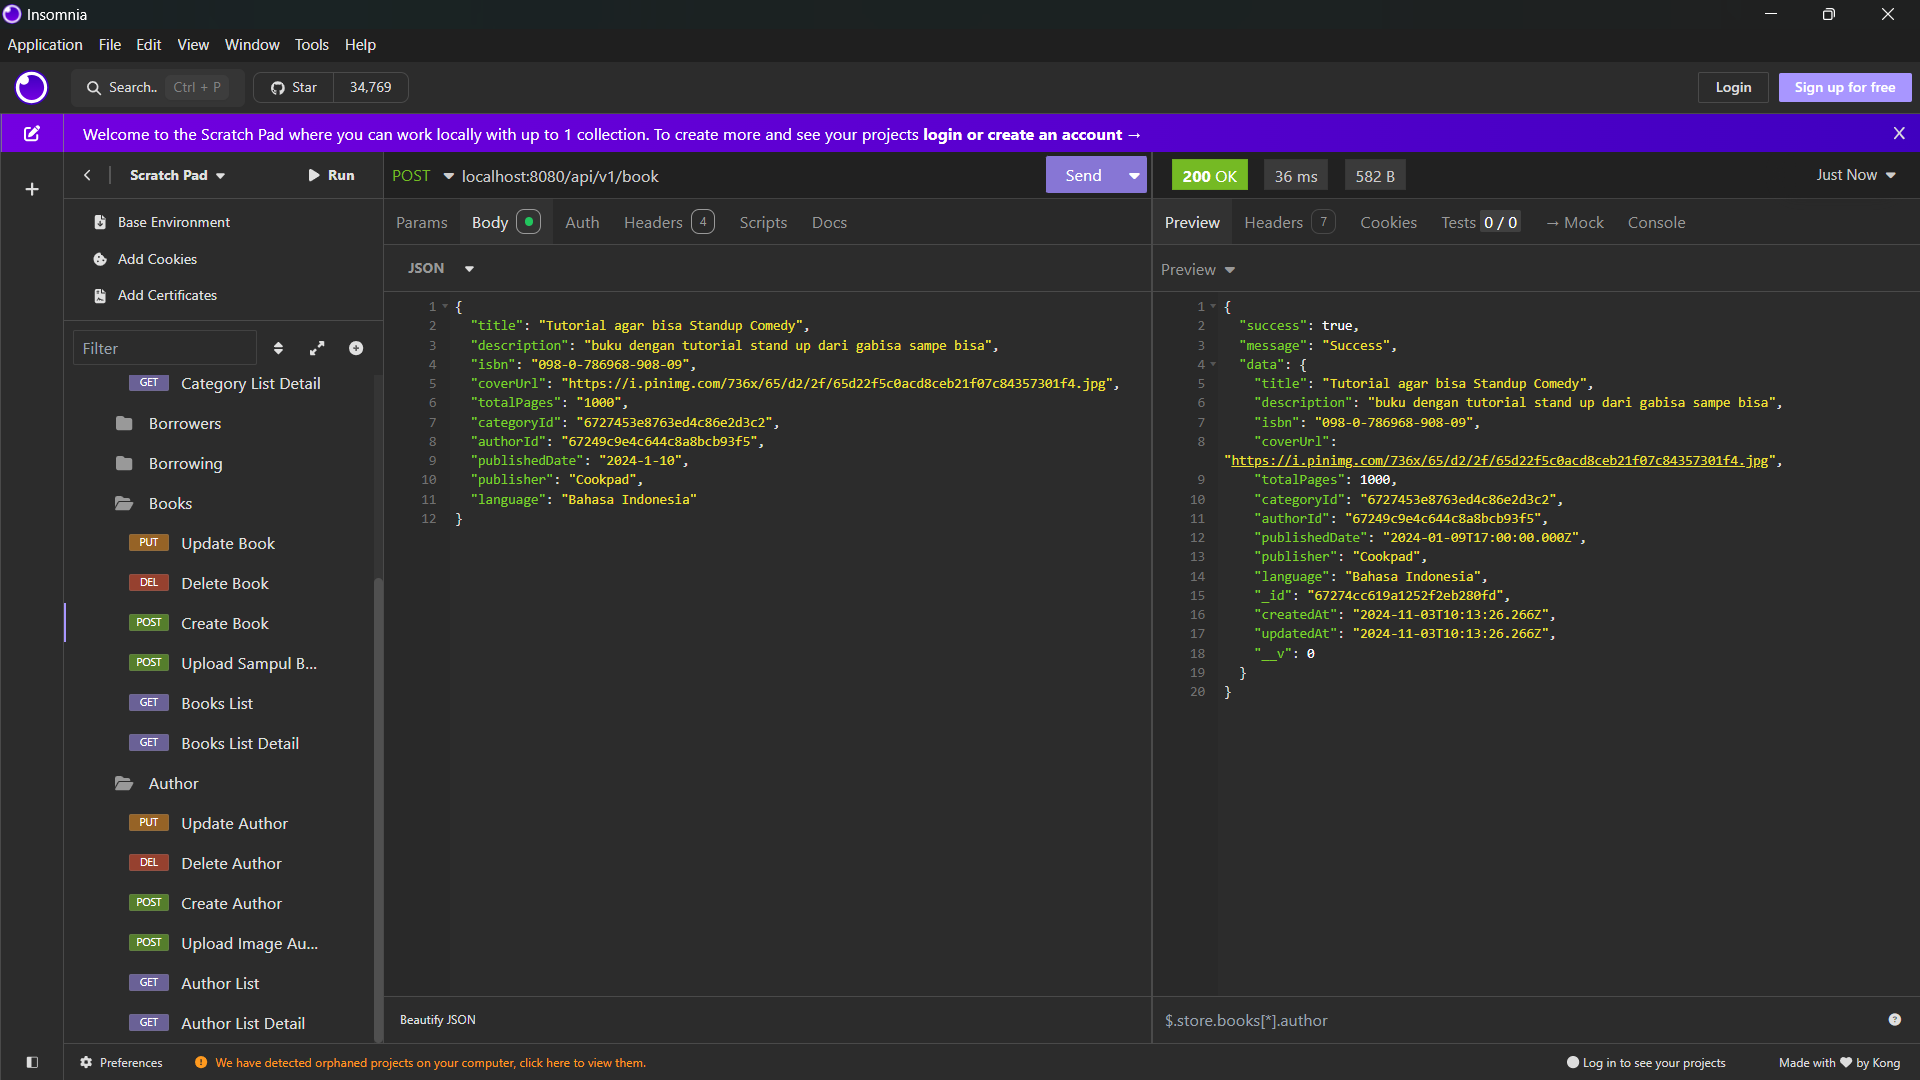 Insomnia
Application File Edit View Window Tools Help
Search.. Ctrl + P Star 34,769 Login Sign up for free
Welcome to the Scratch Pad where you can work locally with up to 1 collection. To create more and see your projects login or create an account → X
Scratch Pad Run
Base Environment
Add Cookies
Add Certificates
Filter
GET Category List Detail
Borrowers
Borrowing
Books
PUT Update Book
DEL Delete Book
POST Create Book
POST Upload Sampul B...
GET Books List
GET Books List Detail
Author
PUT Update Author
DEL Delete Author
POST Create Author
POST Upload Image Au...
GET Author List
GET Author List Detail
POST localhost:8080/api/v1/book Send
Params Body Auth Headers 4 Scripts Docs
JSON
1 {
2 "title": "Tutorial agar bisa Standup Comedy",
3 "description": "buku dengan tutorial stand up dari gabisa sampe bisa",
4 "isbn": "098-0-786968-908-09",
5 "coverUrl": "https://i.pinimg.com/736x/65/d2/2f/65d22f5c0acd8ceb21f07c84357301f4.jpg",
6 "totalPages": "1000",
7 "categoryId": "6727453e8763ed4c86e2d3c2",
8 "authorId": "67249c9e4c644c8a8bcb93f5",
9 "publishedDate": "2024-1-10",
10 "publisher": "Cookpad",
11 "language": "Bahasa Indonesia"
12 }
Beautify JSON
200 OK 36 ms 582 B Just Now
Preview Headers 7 Cookies Tests 0 / 0 → Mock Console
Preview
1 {
2 "success": true,
3 "message": "Success",
4 "data": {
5 "title": "Tutorial agar bisa Standup Comedy",
6 "description": "buku dengan tutorial stand up dari gabisa sampe bisa",
7 "isbn": "098-0-786968-908-09",
8 "coverUrl":
"https://i.pinimg.com/736x/65/d2/2f/65d22f5c0acd8ceb21f07c84357301f4.jpg",
9 "totalPages": 1000,
10 "categoryId": "6727453e8763ed4c86e2d3c2",
11 "authorId": "67249c9e4c644c8a8bcb93f5",
12 "publishedDate": "2024-01-09T17:00:00.000Z",
13 "publisher": "Cookpad",
14 "language": "Bahasa Indonesia",
15 "_id": "67274cc619a1252f2eb280fd",
16 "createdAt": "2024-11-03T10:13:26.266Z",
17 "updatedAt": "2024-11-03T10:13:26.266Z",
18 "__v": 0
19 }
20 }
$.store.books[*].author
Preferences We have detected orphaned projects on your computer, click here to view them. Log in to see your projects Made with ♥ by Kong